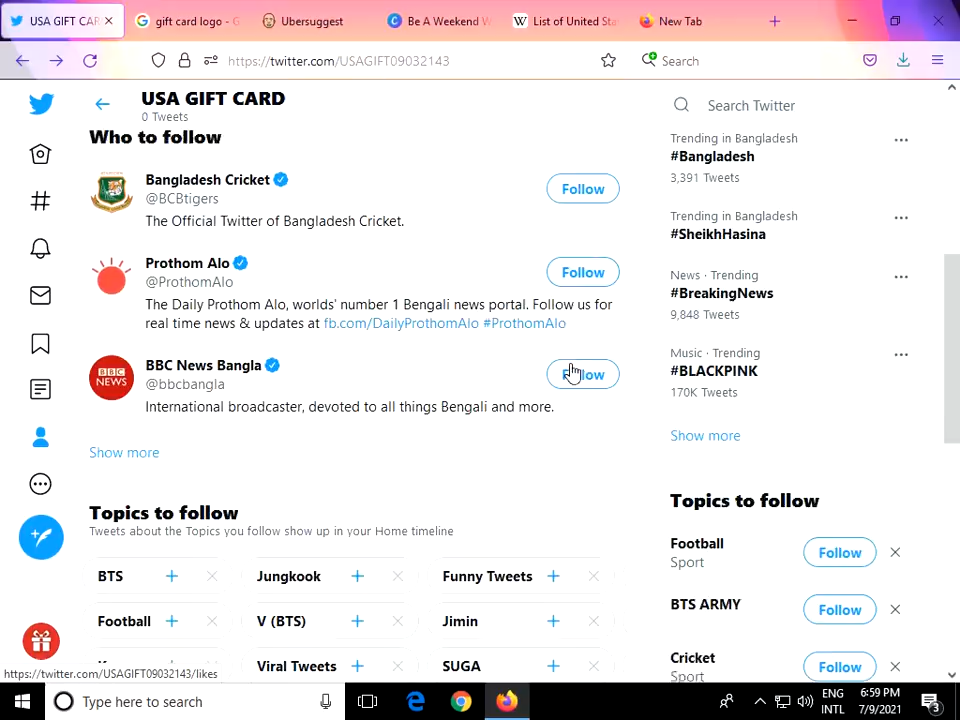 USA GIFT CAR
gift card logo - G
Ubersuggest
Be A Weekend W
List of United Sta
New Tab
https://twitter.com/USAGIFT09032143
Search
USA GIFT CARD
0 Tweets
Who to follow
Bangladesh Cricket
@BCBtigers
Follow
The Official Twitter of Bangladesh Cricket.
Prothom Alo
@ProthomAlo
Follow
The Daily Prothom Alo, worlds' number 1 Bengali news portal. Follow us for
real time news & updates at fb.com/DailyProthomAlo #ProthomAlo
BBC
NEWS
BBC News Bangla
@bbcbangla
Follow
International broadcaster, devoted to all things Bengali and more.
Show more
Topics to follow
Tweets about the Topics you follow show up in your Home timeline
BTS
Jungkook
Funny Tweets
Football
V (BTS)
Jimin
Viral Tweets
SUGA
Search Twitter
Trending in Bangladesh
#Bangladesh
3,391 Tweets
Trending in Bangladesh
#SheikhHasina
News · Trending
#BreakingNews
9,848 Tweets
Music · Trending
#BLACKPINK
170K Tweets
Show more
Topics to follow
Football
Sport
Follow
BTS ARMY
Follow
Cricket
Sport
Follow
https://twitter.com/USAGIFT09032143/likes
Type here to search
ENG
INTL
6:59 PM
7/9/2021
3